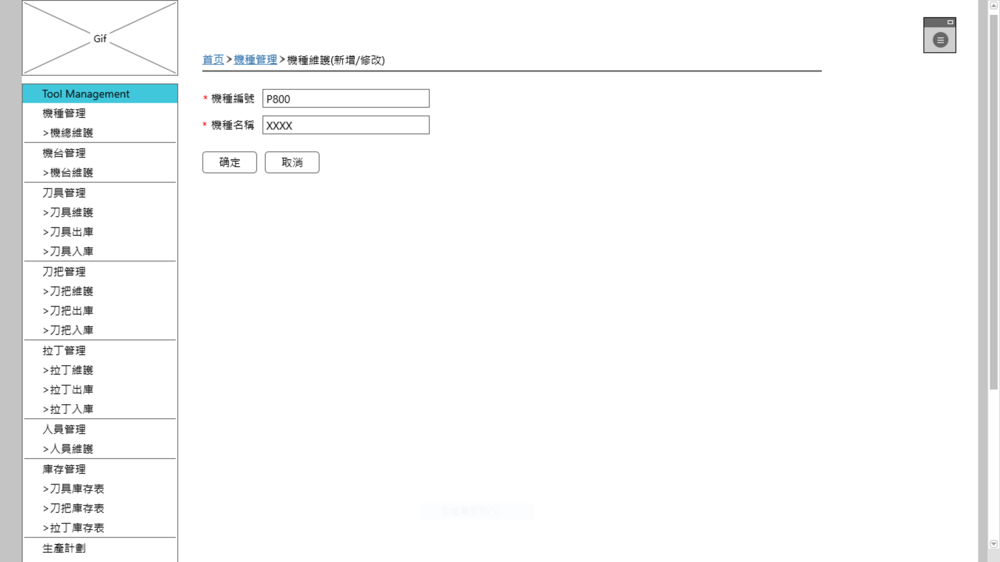 Gif
首页>機種管理>機種維護(新增/修改)
Tool Management
機種管理
>機總維護
機台管理
>機台維護
刀具管理
>刀具維護
>刀具出庫
>刀具入庫
刀把管理
>刀把維護
>刀把出庫
>刀把入庫
拉丁管理
>拉丁維護
>拉丁出庫
>拉丁入庫
人員管理
>人員維護
庫存管理
>刀具庫存表
>刀把庫存表
>拉丁庫存表
生產計劃
* 機種編號 P800
* 機種名稱 XXXX
确定 取消
全螢幕剪取(S)